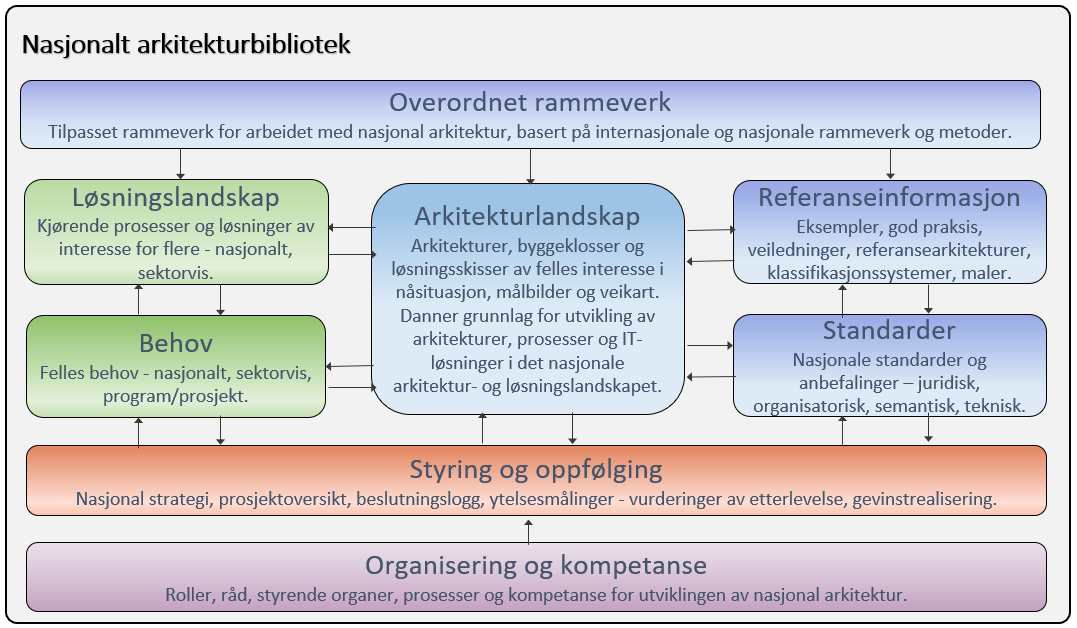 Nasjonalt arkitekturbibliotek
Overordnet rammeverk
Tilpasset rammeverk for arbeidet med nasjonal arkitektur, basert på internasjonale og nasjonale rammeverk og metoder.
Løsningslandskap
Kjørende prosesser og løsninger av
interesse for flere - nasjonalt,
sektorvis.
Arkitekturlandskap
Arkitekturer, byggeklosser og
løsningsskisser av felles interesse i
nåsituasjon, målbilder og veikart.
Danner grunnlag for utvikling av
arkitekturer, prosesser og IT-
løsninger i det nasjonale
arkitektur- og løsningslandskapet.
Referanseinformasjon
Eksempler, god praksis,
veiledninger, referansearkitekturer,
klassifikasjonssystemer, maler.
Behov
Felles behov - nasjonalt, sektorvis,
program/prosjekt.
Standarder
Nasjonale standarder og
anbefalinger – juridisk,
organisatorisk, semantisk, teknisk.
Styring og oppfølging
Nasjonal strategi, prosjektoversikt, beslutningslogg, ytelsesmålinger - vurderinger av etterlevelse, gevinstrealisering.
Organisering og kompetanse
Roller, råd, styrende organer, prosesser og kompetanse for utviklingen av nasjonal arkitektur.